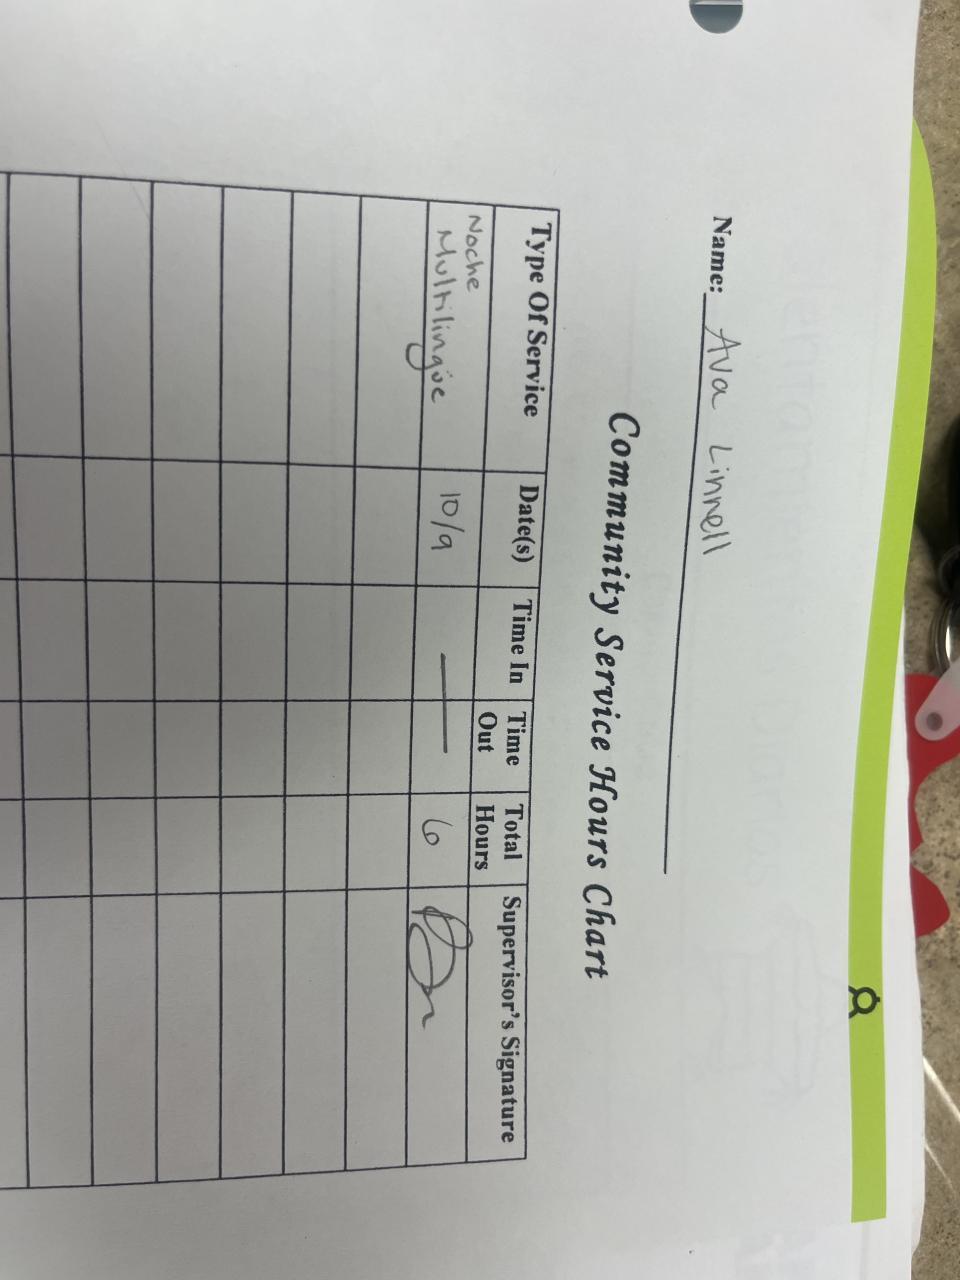 Name: Ava Linnell
Community Service Hours Chart
Type Of Service Date(s) Time In Time Out Total Hours Supervisor's Signature
Noche
Multilingüe 10/9 — 6